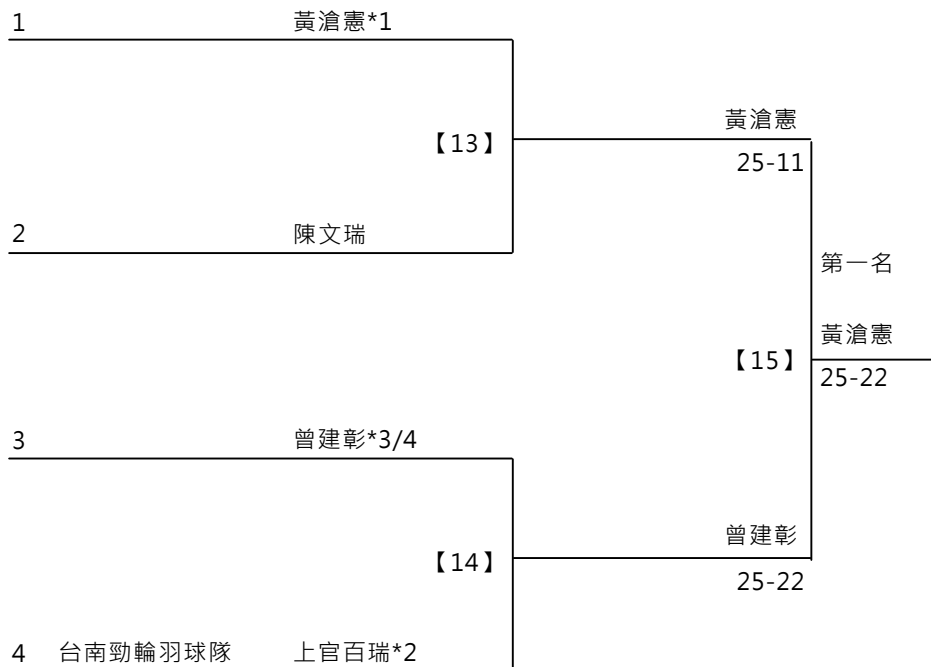 1 黃滄憲*1
黃滄憲
【13】
25-11
2 陳文瑞
第一名
黃滄憲
【15】
25-22
3 曾建彰*3/4
曾建彰
【14】
25-22
4 台南勁輪羽球隊 上官百瑞*2